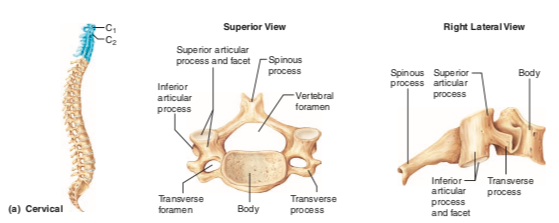 C1
C2
(a) Cervical
Superior View
Superior articular
process and facet
Spinous
process
Inferior
articular
process
Vertebral
foramen
Transverse
foramen
Body
Transverse
process
Right Lateral View
Spinous
process
Superior
articular
process
Body
Inferior
articular
process
and facet
Transverse
process